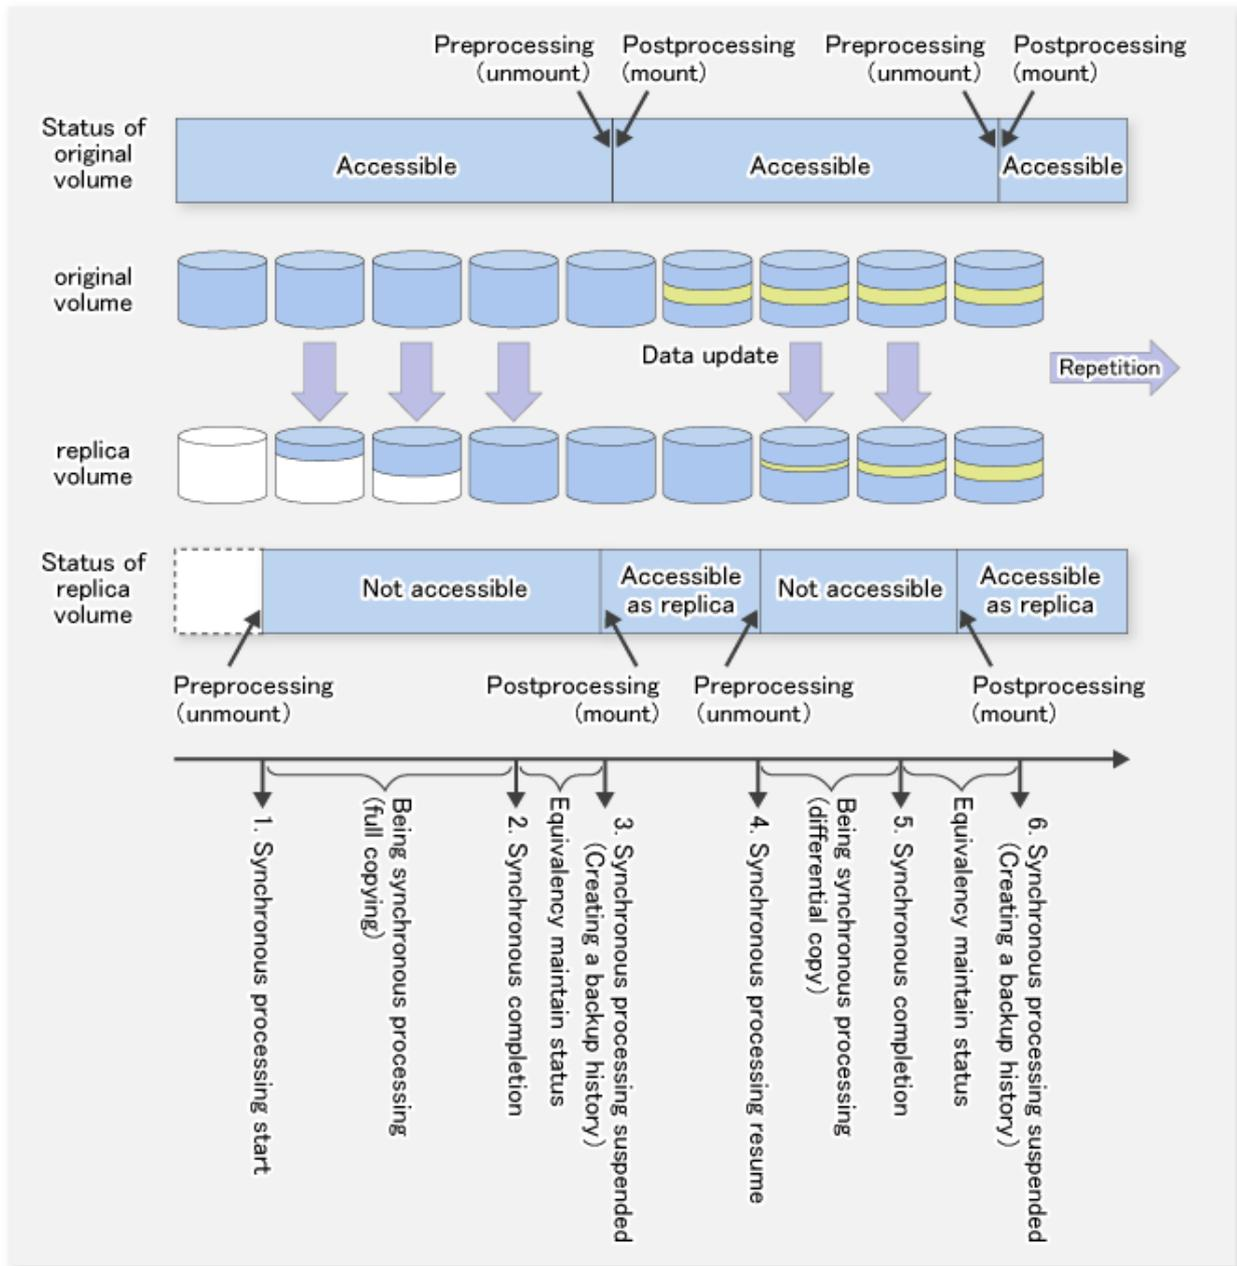 Preprocessing
(unmount)
Postprocessing
(mount)
Preprocessing
(unmount)
Postprocessing
(mount)
Status of
original
volume
Accessible
Accessible
Accessible
original
volume
Data update
Repetition
replica
volume
Status of
replica
volume
Not accessible
Accessible
as replica
Not accessible
Accessible
as replica
Preprocessing
(unmount)
Postprocessing
(mount)
Preprocessing
(unmount)
Postprocessing
(mount)
1. Synchronous processing start
Being synchronous processing
(full copying)
2. Synchronous completion
Equivalency maintain status
3. Synchronous processing suspended
(Creating a backup history)
4. Synchronous processing resume
Being synchronous processing
(differential copy)
5. Synchronous completion
Equivalency maintain status
6. Synchronous processing suspended
(Creating a backup history)